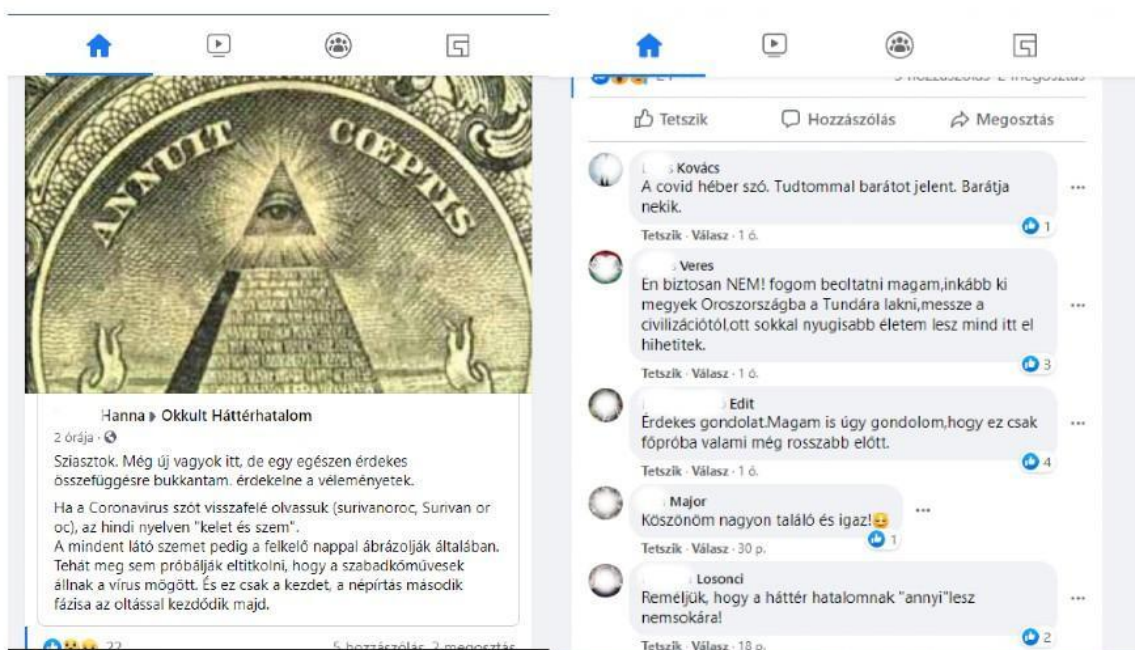 ANNUIT CŒPTIS
Hanna ▸ Okkult Háttérhatalom
2 órája ·
Sziasztok. Még új vagyok itt, de egy egészen érdekes
összefüggésre bukkantam. érdekelne a véleményetek.
Ha a Coronavirus szót visszafelé olvassuk (surivanoroc, Surivan or
oc), az hindi nyelven "kelet és szem".
A mindent látó szemet pedig a felkelő nappal ábrázolják általában.
Tehát meg sem próbálják eltitkolni, hogy a szabadkőművesek
állnak a vírus mögött. És ez csak a kezdet, a népirtás második
fázisa az oltással kezdődik majd.
22 5 hozzászólás 2 megosztás
hozzászólás 2 megosztás
Tetszik Hozzászólás Megosztás
Kovács
A covid héber szó. Tudtommal barátot jelent. Barátja
nekik.
1
Tetszik · Válasz · 1 ó.
Veres
En biztosan NEM! fogom beoltatni magam,inkább ki
megyek Oroszországba a Tundára lakni,messze a
civilizációtól,ott sokkal nyugisabb életem lesz mind itt el
hihetitek.
3
Tetszik · Válasz · 1 ó.
Edit
Érdekes gondolat.Magam is úgy gondolom,hogy ez csak
főpróba valami még rosszabb előtt.
4
Tetszik · Válasz · 1 ó.
Major
Köszönöm nagyon találó és igaz!😄
1
Tetszik · Válasz · 30 p.
Losonci
Reméljük, hogy a háttér hatalomnak "annyi"lesz
nemsokára!
2
Tetszik · Válasz · 18 p.